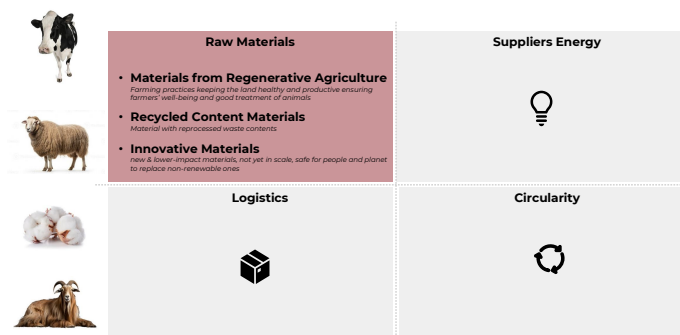 Raw Materials
• Materials from Regenerative Agriculture
Farming practices keeping the land healthy and productive ensuring
farmers' well-being and good treatment of animals
• Recycled Content Materials
Material with reprocessed waste contents
• Innovative Materials
new & lower-impact materials, not yet in scale, safe for people and planet
to replace non-renewable ones
Suppliers Energy
Logistics
Circularity